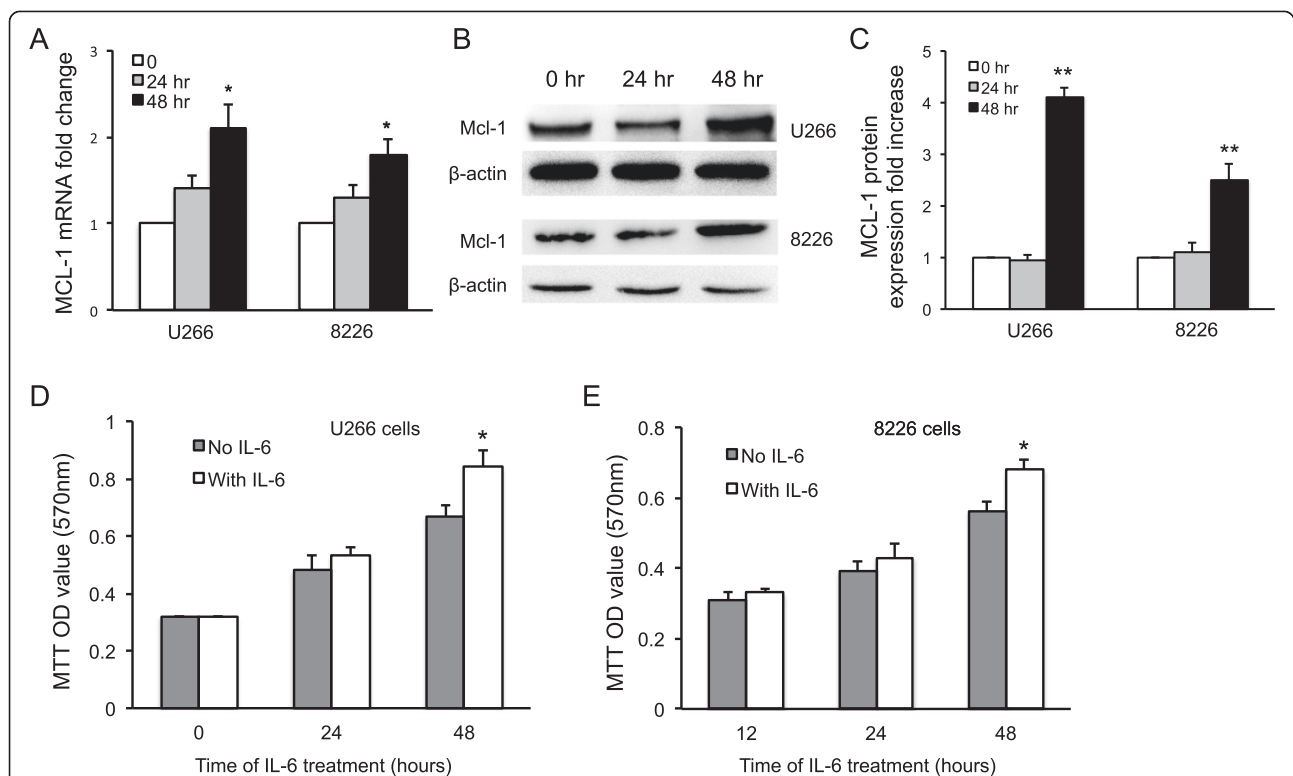 A
MCL-1 mRNA fold change
3
2
1
0
0
24 hr
48 hr
*
*
U266
8226
B
0 hr 24 hr 48 hr
Mcl-1
U266
β-actin
Mcl-1
8226
β-actin
C
MCL-1 protein
expression fold increase
5
4
3
2
1
0
0 hr
24 hr
48 hr
**
**
U266
8226
D
MTT OD value (570nm)
1
0.8
0.6
0.4
0.2
0
U266 cells
No IL-6
With IL-6
*
0 24 48
Time of IL-6 treatment (hours)
E
MTT OD value (570nm)
0.8
0.6
0.4
0.2
0
8226 cells
No IL-6
With IL-6
*
12 24 48
Time of IL-6 treatment (hours)